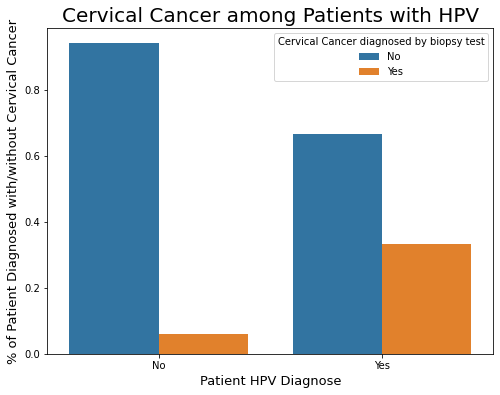 Cervical Cancer among Patients with HPV
% of Patient Diagnosed with/without Cervical Cancer
Cervical Cancer diagnosed by biopsy test
No
Yes
0.8
0.6
0.4
0.2
0.0
No Yes
Patient HPV Diagnose